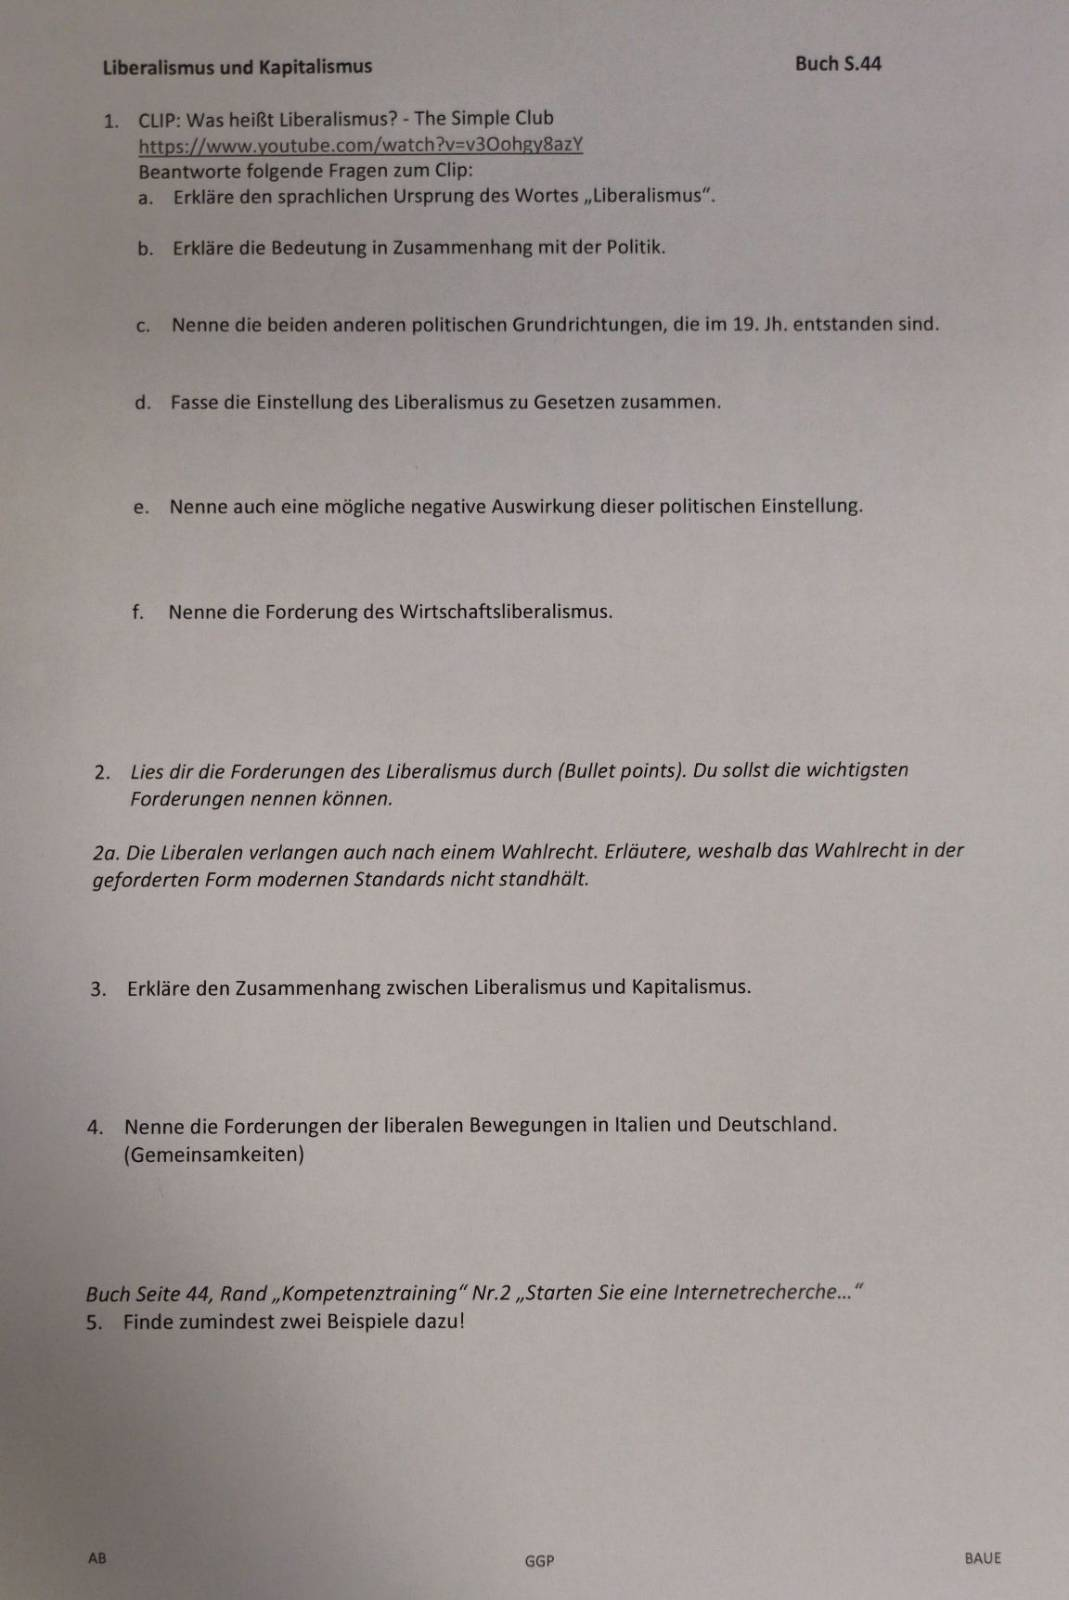 Liberalismus und Kapitalismus Buch S.44
1. CLIP: Was heißt Liberalismus? - The Simple Club
https://www.youtube.com/watch?v=v3Oohgy8azY
Beantworte folgende Fragen zum Clip:
a. Erkläre den sprachlichen Ursprung des Wortes „Liberalismus“.
b. Erkläre die Bedeutung in Zusammenhang mit der Politik.
c. Nenne die beiden anderen politischen Grundrichtungen, die im 19. Jh. entstanden sind.
d. Fasse die Einstellung des Liberalismus zu Gesetzen zusammen.
e. Nenne auch eine mögliche negative Auswirkung dieser politischen Einstellung.
f. Nenne die Forderung des Wirtschaftsliberalismus.
2. Lies dir die Forderungen des Liberalismus durch (Bullet points). Du sollst die wichtigsten
Forderungen nennen können.
2a. Die Liberalen verlangen auch nach einem Wahlrecht. Erläutere, weshalb das Wahlrecht in der
geforderten Form modernen Standards nicht standhält.
3. Erkläre den Zusammenhang zwischen Liberalismus und Kapitalismus.
4. Nenne die Forderungen der liberalen Bewegungen in Italien und Deutschland.
(Gemeinsamkeiten)
Buch Seite 44, Rand „Kompetenztraining“ Nr.2 „Starten Sie eine Internetrecherche...“
5. Finde zumindest zwei Beispiele dazu!
AB GGP BAUE